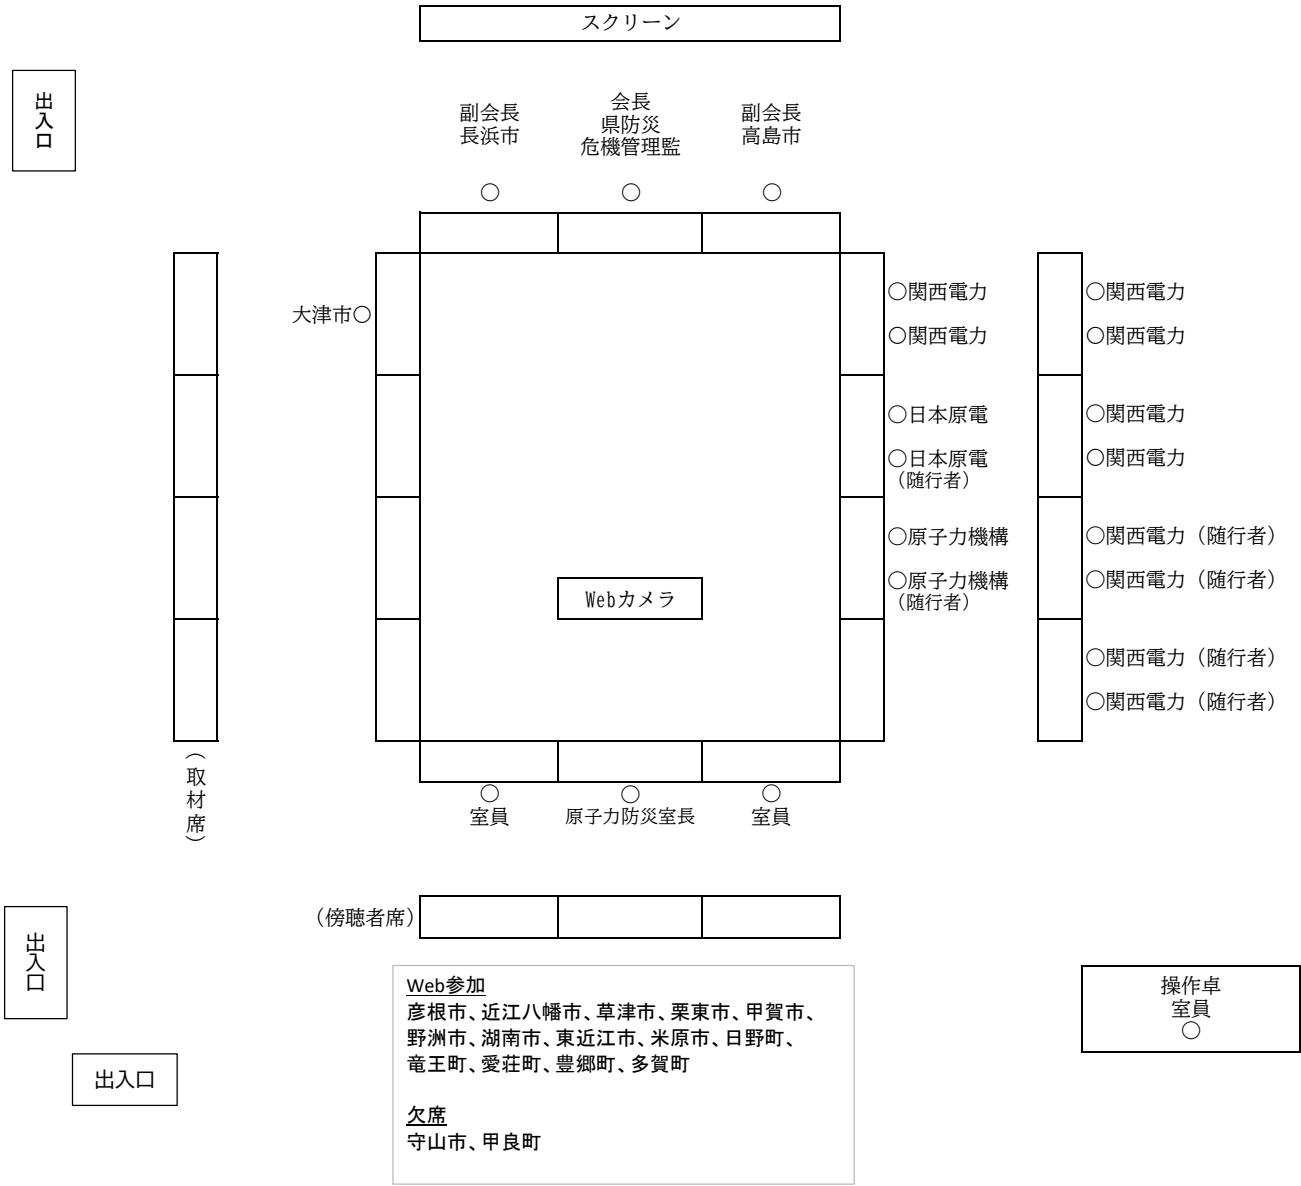 スクリーン
出入口
副会長
長浜市
会長
県防災
危機管理監
副会長
高島市
○
○
○
大津市○
○関西電力
○関西電力
○日本原電
○日本原電
（随行者）
○原子力機構
○原子力機構
（随行者）
○関西電力
○関西電力
○関西電力
○関西電力
○関西電力（随行者）
○関西電力（随行者）
○関西電力（随行者）
○関西電力（随行者）
Webカメラ
（取材席）
○
室員
○
原子力防災室長
○
室員
（傍聴者席）
出入口
出入口
Web参加
彦根市、近江八幡市、草津市、栗東市、甲賀市、
野洲市、湖南市、東近江市、米原市、日野町、
竜王町、愛荘町、豊郷町、多賀町
欠席
守山市、甲良町
操作卓
室員
○